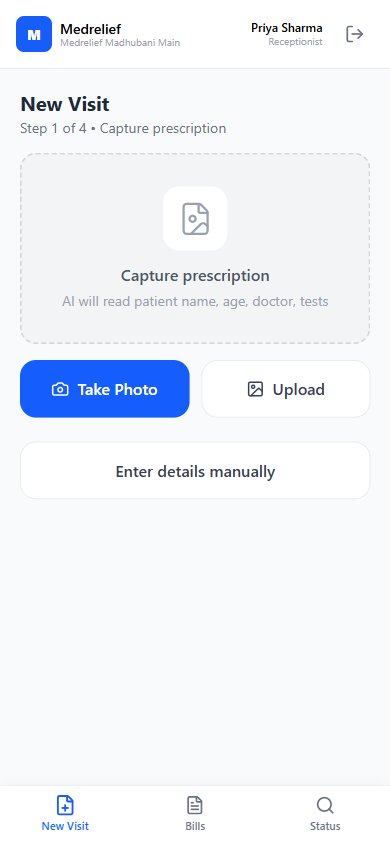 M
Medrelief
Medrelief Madhubani Main
Priya Sharma
Receptionist
New Visit
Step 1 of 4 • Capture prescription
Capture prescription
AI will read patient name, age, doctor, tests
Take Photo
Upload
Enter details manually
New Visit
Bills
Status